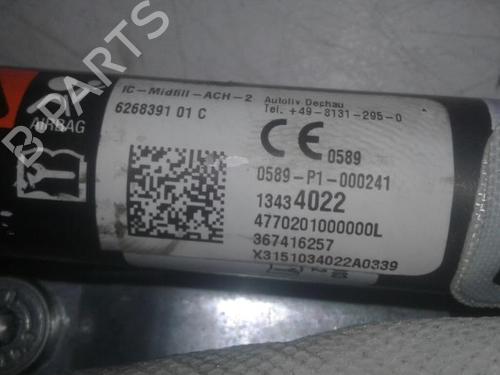 B-PARTS
IC-Midfill-ACH-2
Autoliv Dachau
6268391 01 C
Tel. +49-8131-295-0
AIRBAG
CE 0589
0589-P1-000241
13434022
4770201000000L
367416257
X3151034022A0339